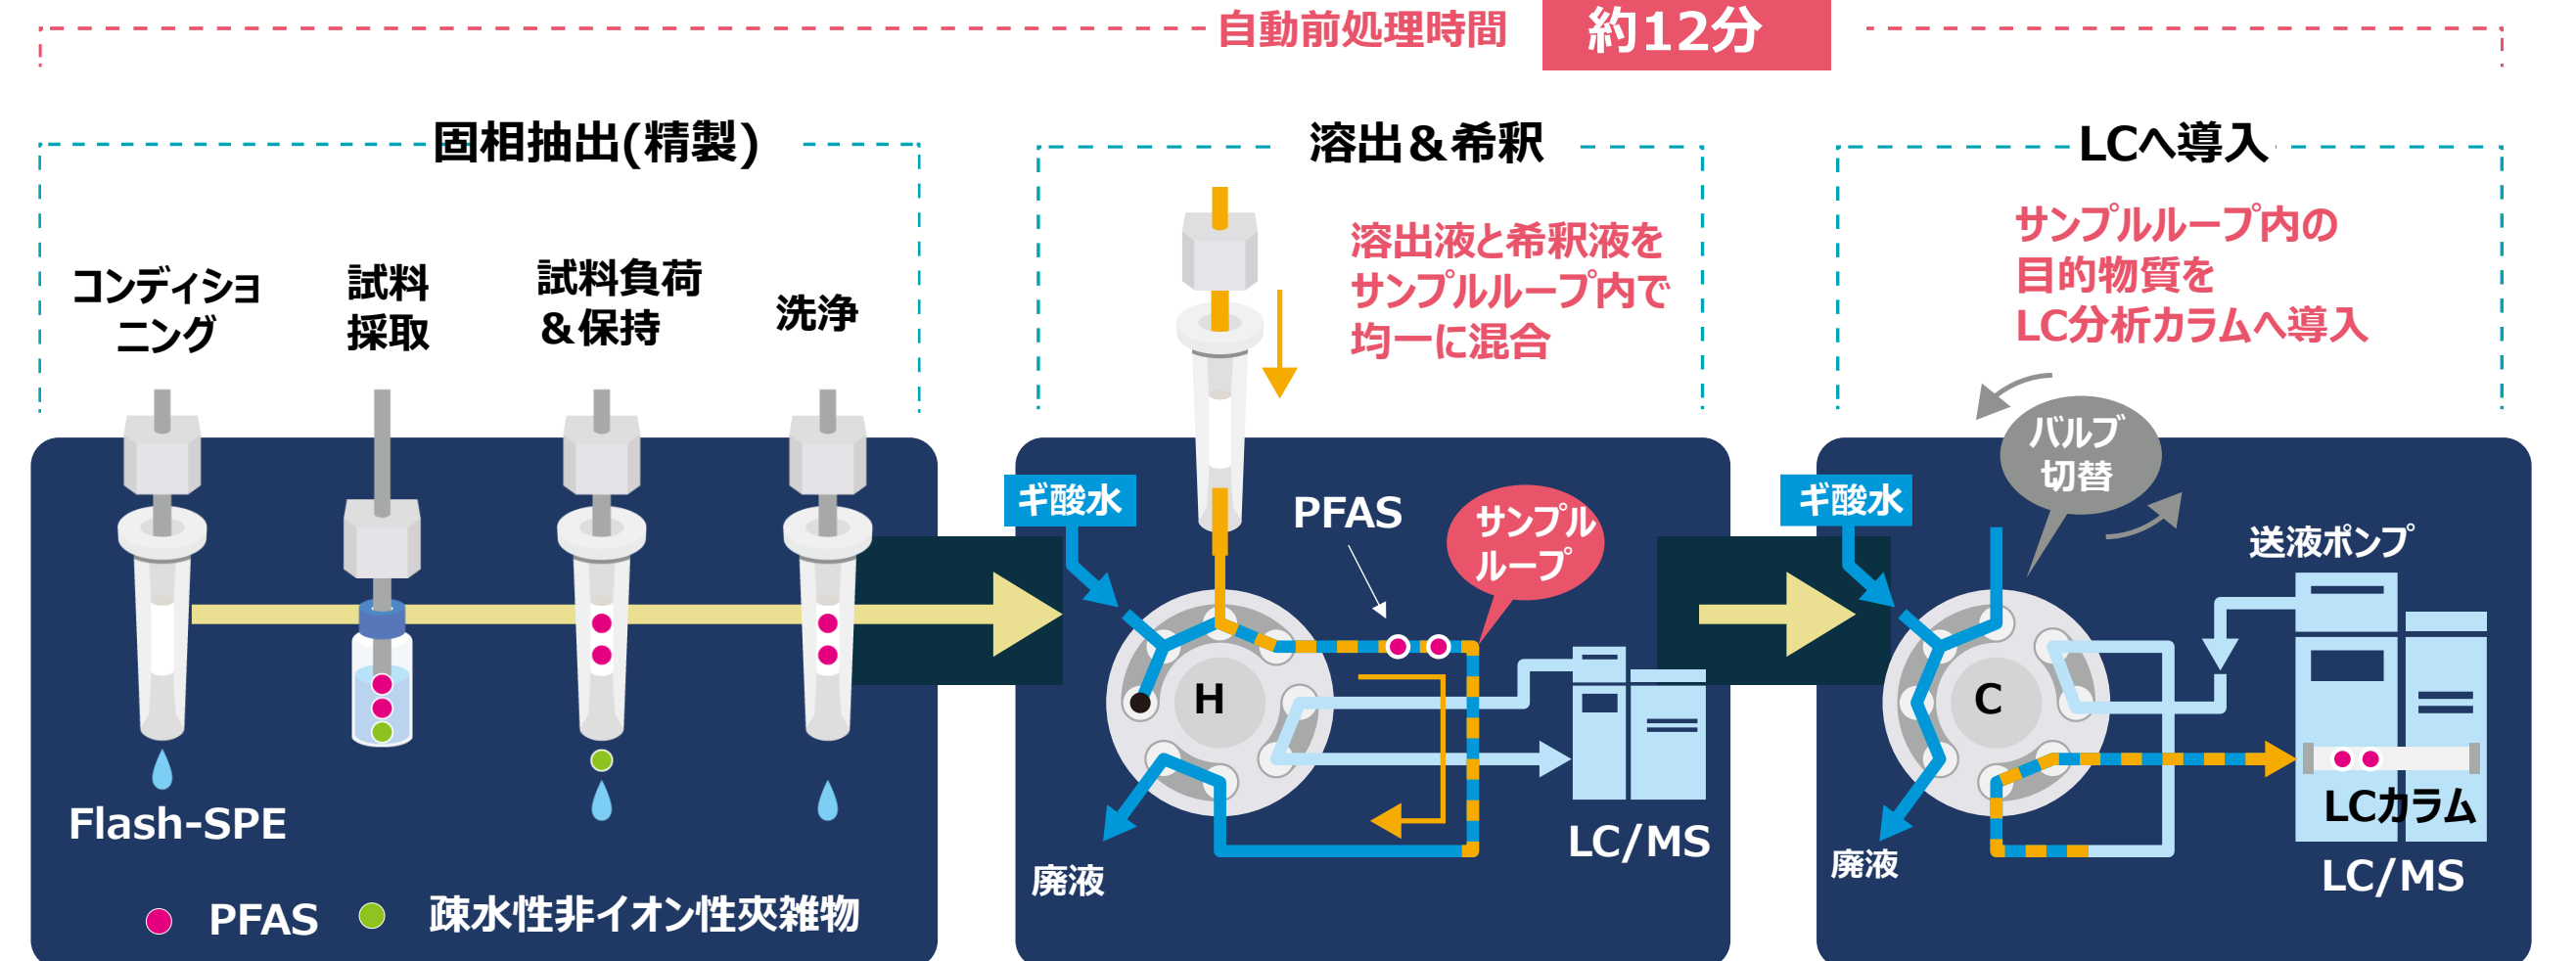 自動前処理時間 約12分
固相抽出(精製)
コンディショ
ニング
試料
採取
試料負荷
＆保持
洗浄
Flash-SPE
PFAS
疎水性非イオン性夾雑物
溶出＆希釈
溶出液と希釈液を
サンプルループ内で
均一に混合
ギ酸水
PFAS
サンプル
ループ
H
LC/MS
廃液
LCへ導入
サンプルループ内の
目的物質を
LC分析カラムへ導入
バルブ
切替
ギ酸水
送液ポンプ
C
LCカラム
LC/MS
廃液